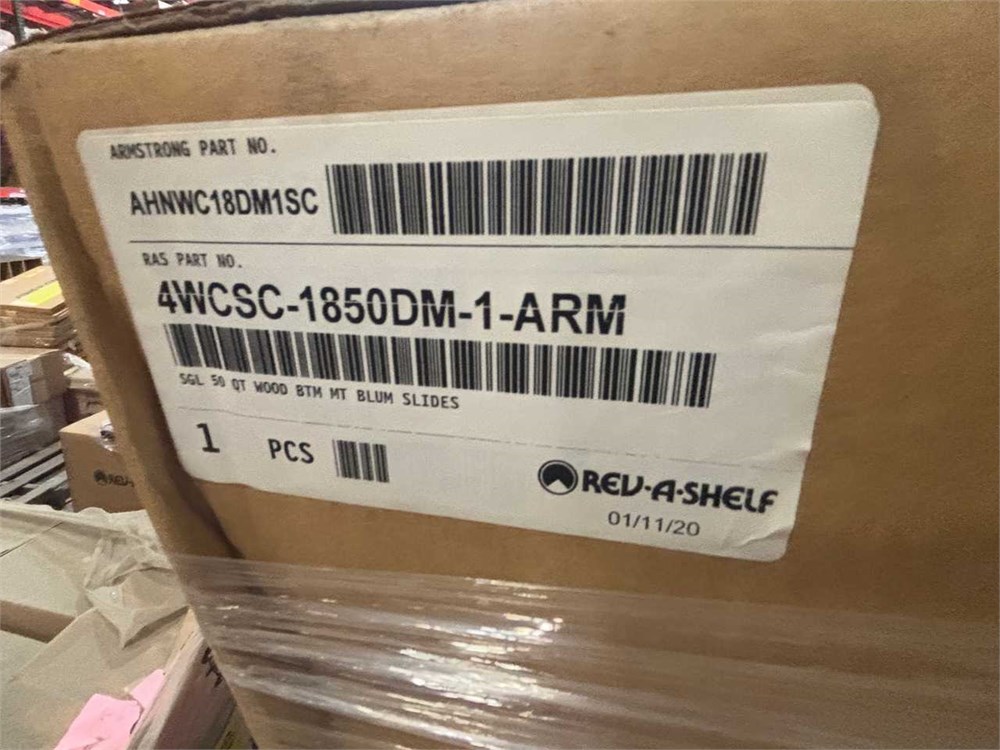 ARMSTRONG PART NO.
AHNWC18DM1SC
RAS PART NO.
4WCSC-1850DM-1-ARM
SGL 50 QT WOOD BTM MT BLUM SLIDES
1 PCS
REV-A-SHELF
01/11/20